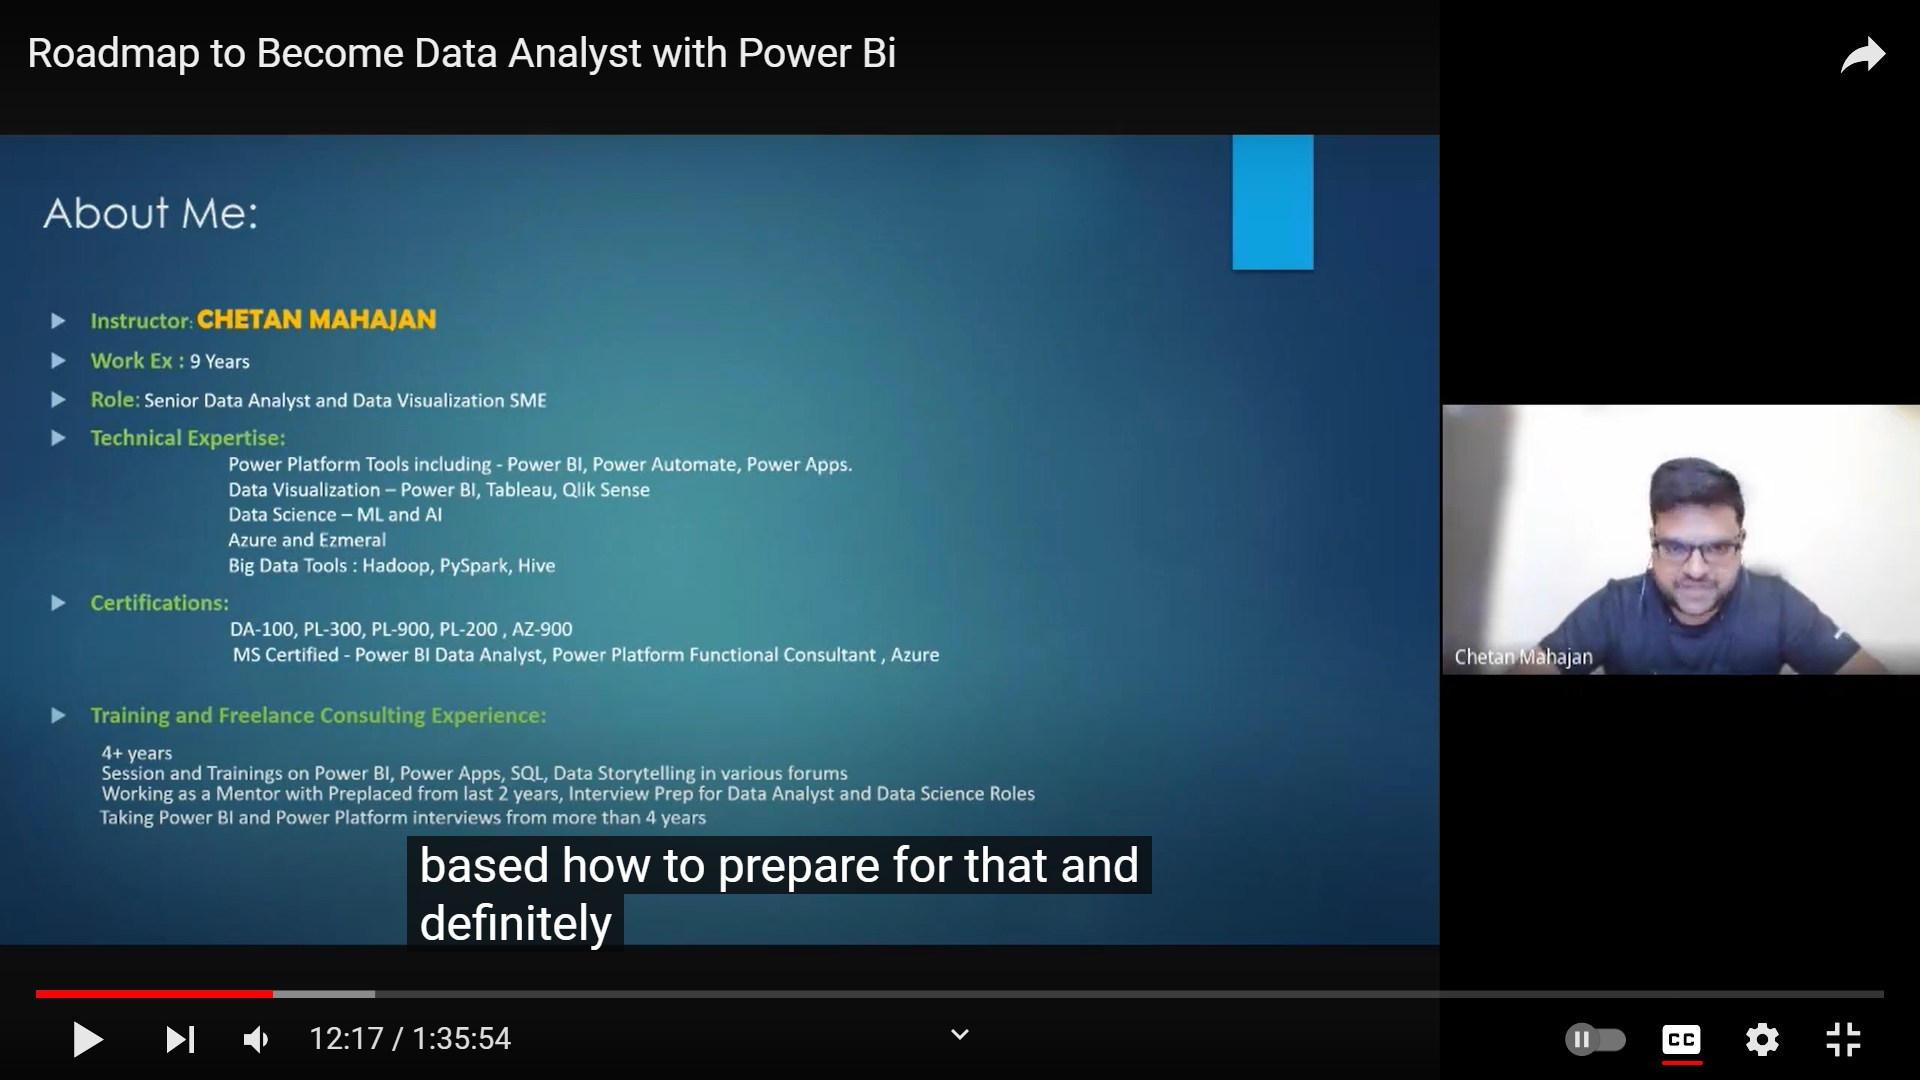 Roadmap to Become Data Analyst with Power Bi
About Me:
Instructor: CHETAN MAHAJAN
Work Ex : 9 Years
Role: Senior Data Analyst and Data Visualization SME
Technical Expertise:
Power Platform Tools including - Power BI, Power Automate, Power Apps.
Data Visualization – Power BI, Tableau, Qlik Sense
Data Science – ML and AI
Azure and Ezmeral
Big Data Tools : Hadoop, PySpark, Hive
Certifications:
DA-100, PL-300, PL-900, PL-200 , AZ-900
MS Certified - Power BI Data Analyst, Power Platform Functional Consultant , Azure
Training and Freelance Consulting Experience:
4+ years
Session and Trainings on Power BI, Power Apps, SQL, Data Storytelling in various forums
Working as a Mentor with Preplaced from last 2 years, Interview Prep for Data Analyst and Data Science Roles
Taking Power BI and Power Platform interviews from more than 4 years
Chetan Mahajan
based how to prepare for that and
definitely
12:17 / 1:35:54
CC